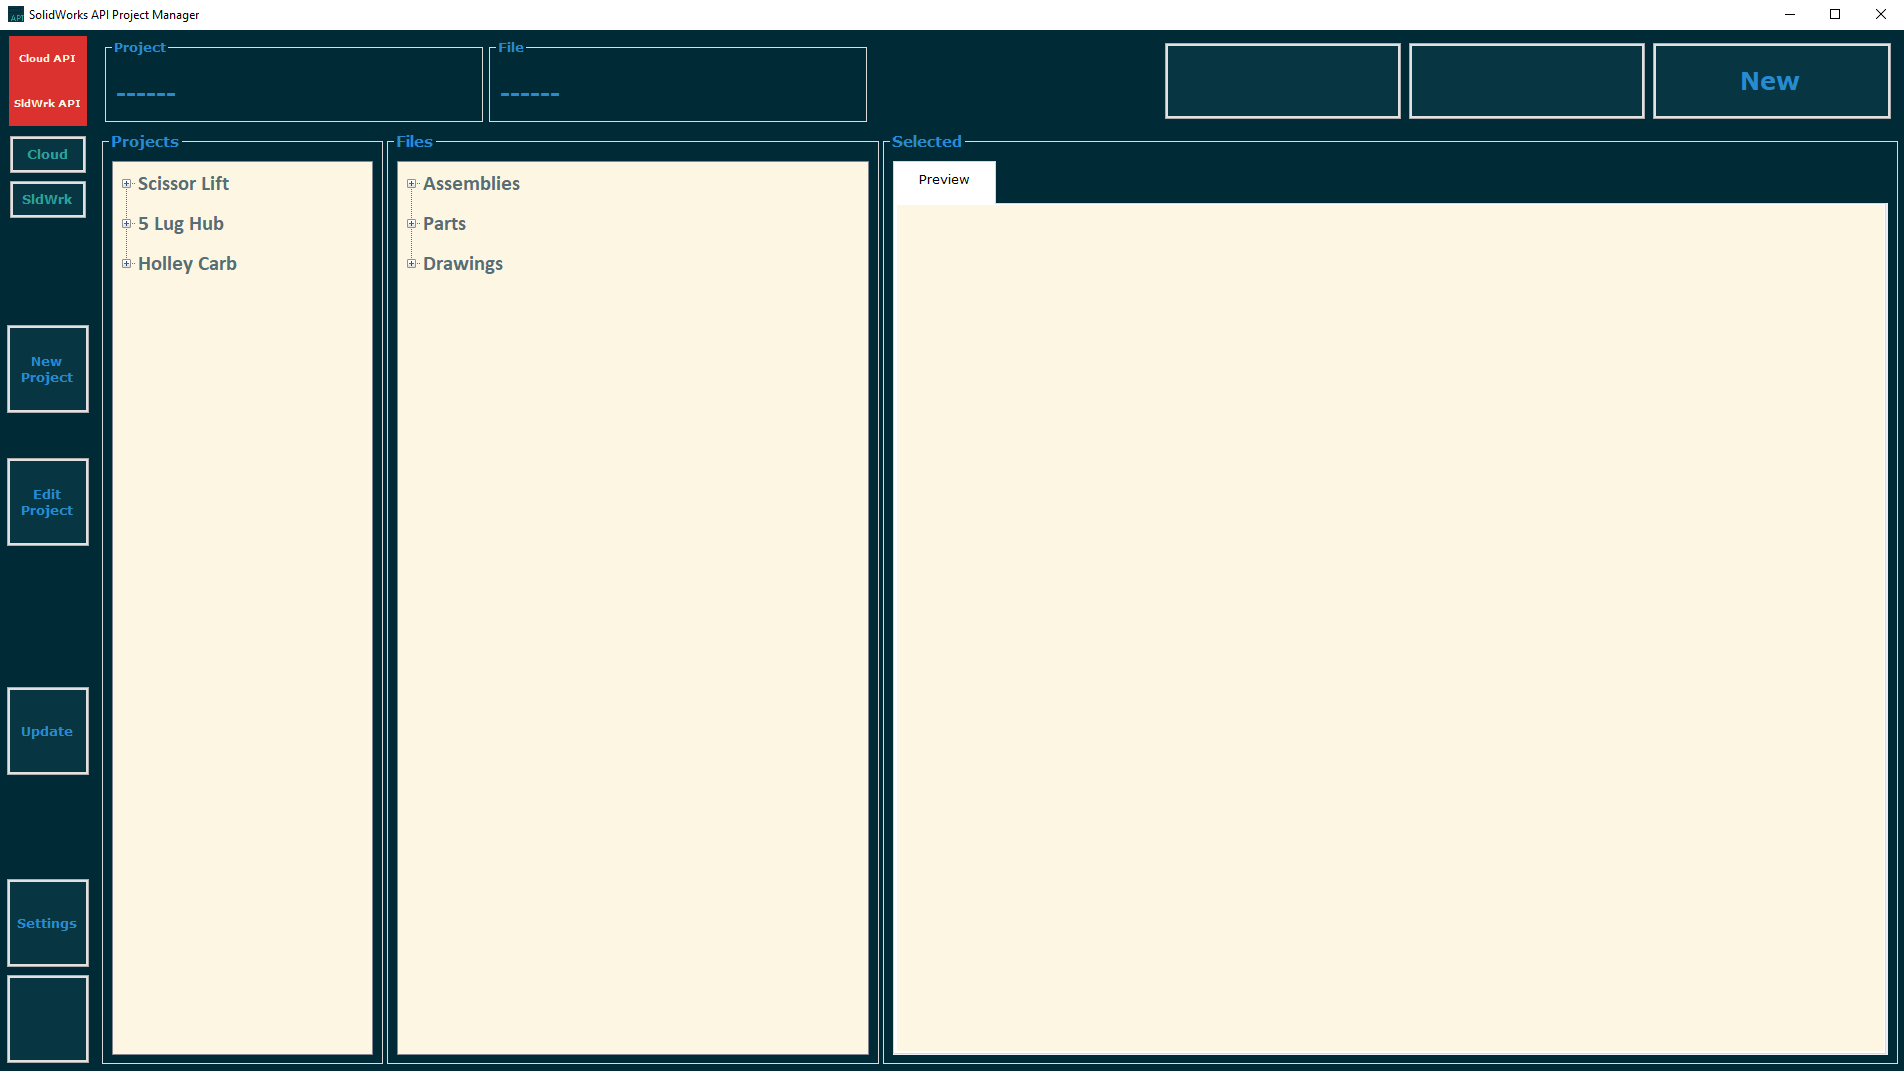 SolidWorks API Project Manager
Cloud API
SldWrk API
Project
------
File
------
New
Cloud
SldWrk
New
Project
Edit
Project
Update
Settings
Projects
Scissor Lift
5 Lug Hub
Holley Carb
Files
Assemblies
Parts
Drawings
Selected
Preview